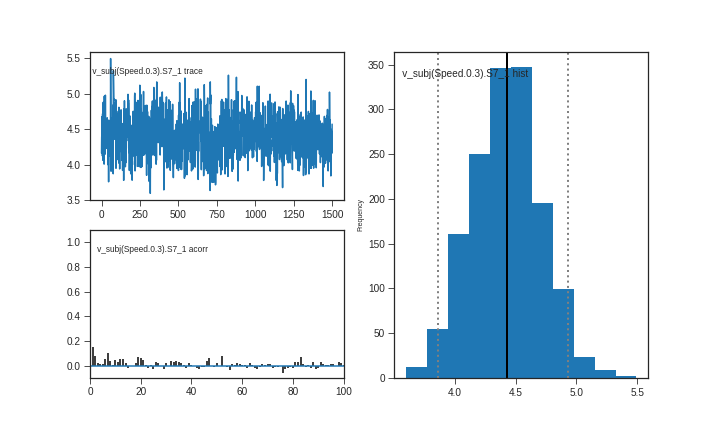 v_subj(Speed.0.3).S7_1 trace
5.5
5.0
4.5
4.0
3.5
0 250 500 750 1000 1250 1500
v_subj(Speed.0.3).S7_1 acorr
1.0
0.8
0.6
0.4
0.2
0.0
0 20 40 60 80 100
v_subj(Speed.0.3).S7_1 hist
Frequency
350
300
250
200
150
100
50
0
4.0 4.5 5.0 5.5